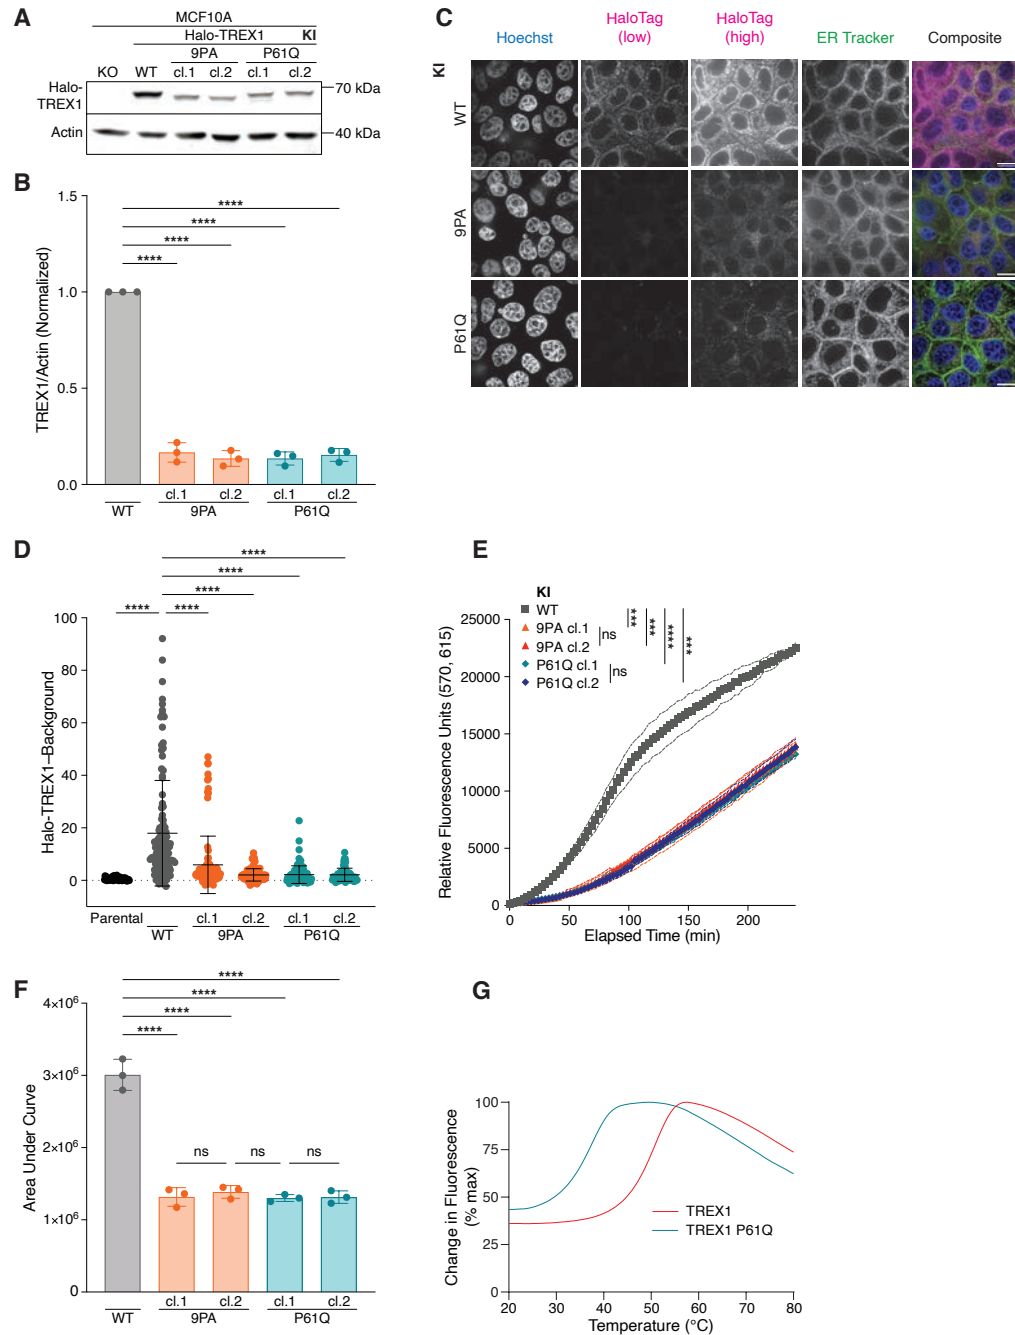 A
MCF10A
Halo-TREX1 KI
9PA P61Q
KO WT cl.1 cl.2 cl.1 cl.2
Halo-
TREX1
70 kDa
Actin
40 kDa
B
TREX1/Actin (Normalized)
1.5
1.0
0.5
0.0
****
****
****
****
cl.1 cl.2 cl.1 cl.2
WT 9PA P61Q
C
Hoechst
HaloTag
(low)
HaloTag
(high)
ER Tracker
Composite
KI
WT
9PA
P61Q
D
Halo-TREX1–Background
100
80
60
40
20
0
****
****
****
**** ****
Parental
cl.1 cl.2 cl.1 cl.2
WT 9PA P61Q
E
KI
WT
9PA cl.1
9PA cl.2
P61Q cl.1
P61Q cl.2
ns
ns
***
***
****
***
Relative Fluorescence Units (570, 615)
25000
20000
15000
10000
5000
0
0 50 100 150 200
Elapsed Time (min)
F
Area Under Curve
4×10⁶
3×10⁶
2×10⁶
1×10⁶
0
****
****
****
****
ns ns ns
cl.1 cl.2 cl.1 cl.2
WT 9PA P61Q
G
Change in Fluorescence
(% max)
100
75
50
25
0
TREX1
TREX1 P61Q
20 30 40 50 60 70 80
Temperature (°C)